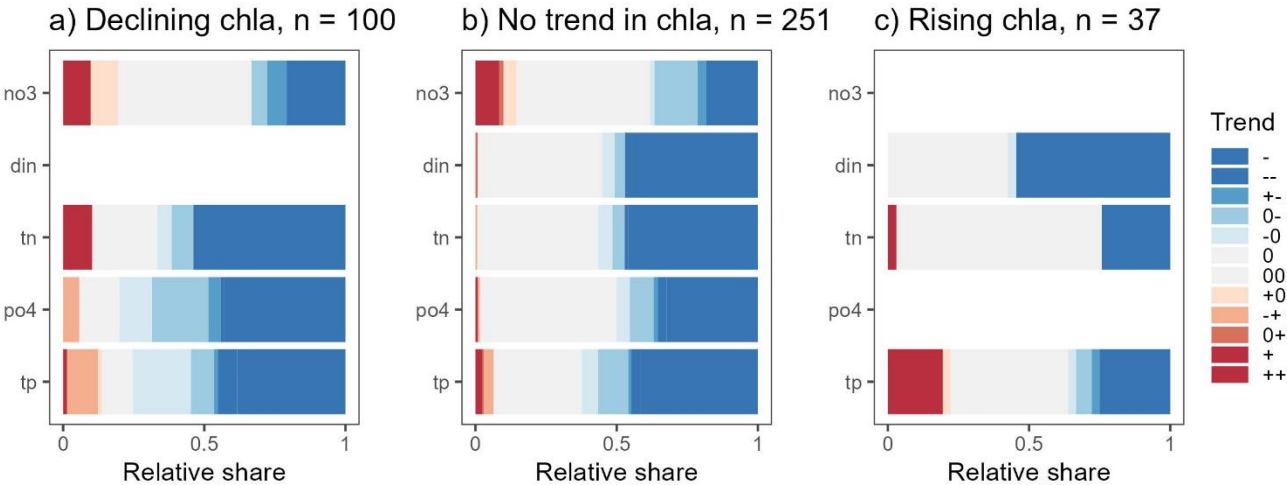 a) Declining chla, n = 100
b) No trend in chla, n = 251
c) Rising chla, n = 37
no3
din
tn
po4
tp
0
0.5
1
Relative share
no3
din
tn
po4
tp
0
0.5
1
Relative share
no3
din
tn
po4
tp
0
0.5
1
Relative share
Trend
-
--
+-
0-
-0
0
00
+0
-+
0+
+
++